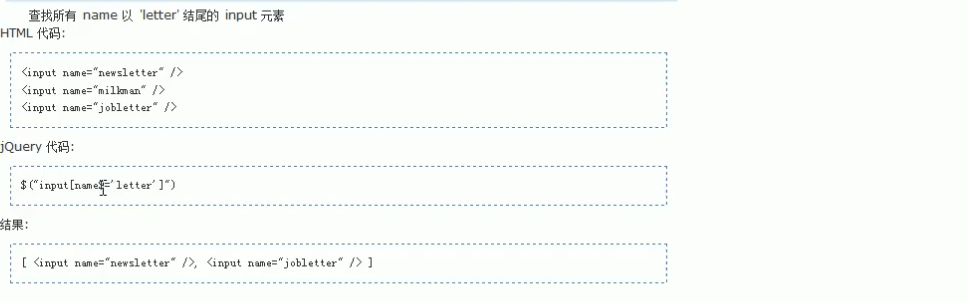 查找所有 name 以 'letter' 结尾的 input 元素
HTML 代码:
<input name="newsletter" />
<input name="milkman" />
<input name="jobletter" />
jQuery 代码:
$("input[name$='letter']")
结果:
[ <input name="newsletter" />, <input name="jobletter" /> ]